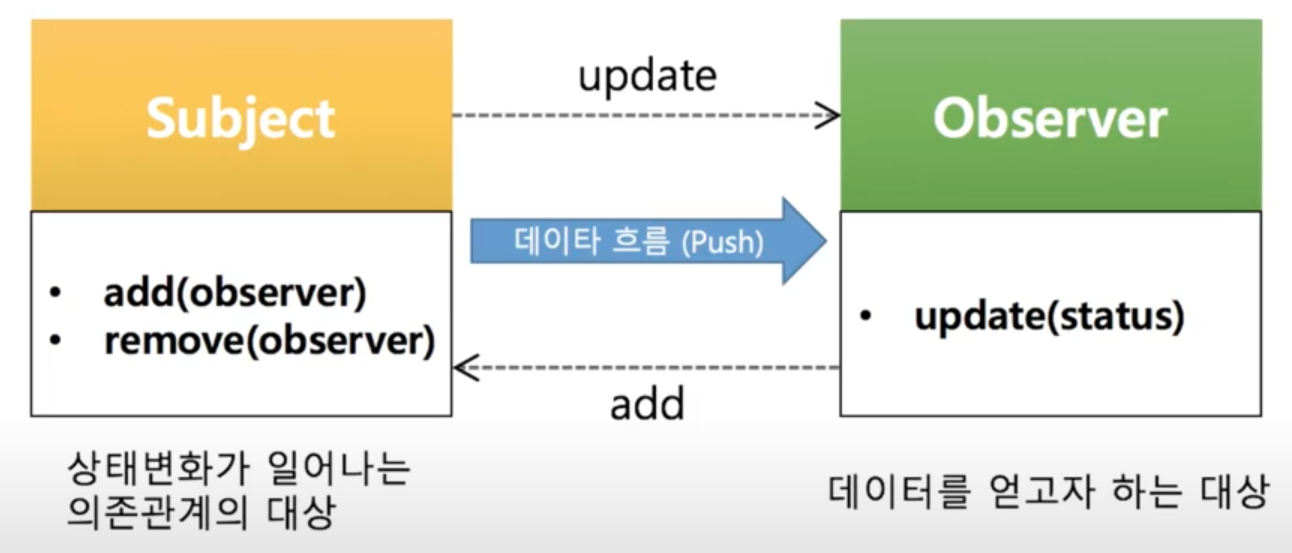 Subject
update
Observer
데이타 흐름 (Push)
• add(observer)
• remove(observer)
• update(status)
add
상태변화가 일어나는
의존관계의 대상
데이터를 얻고자 하는 대상